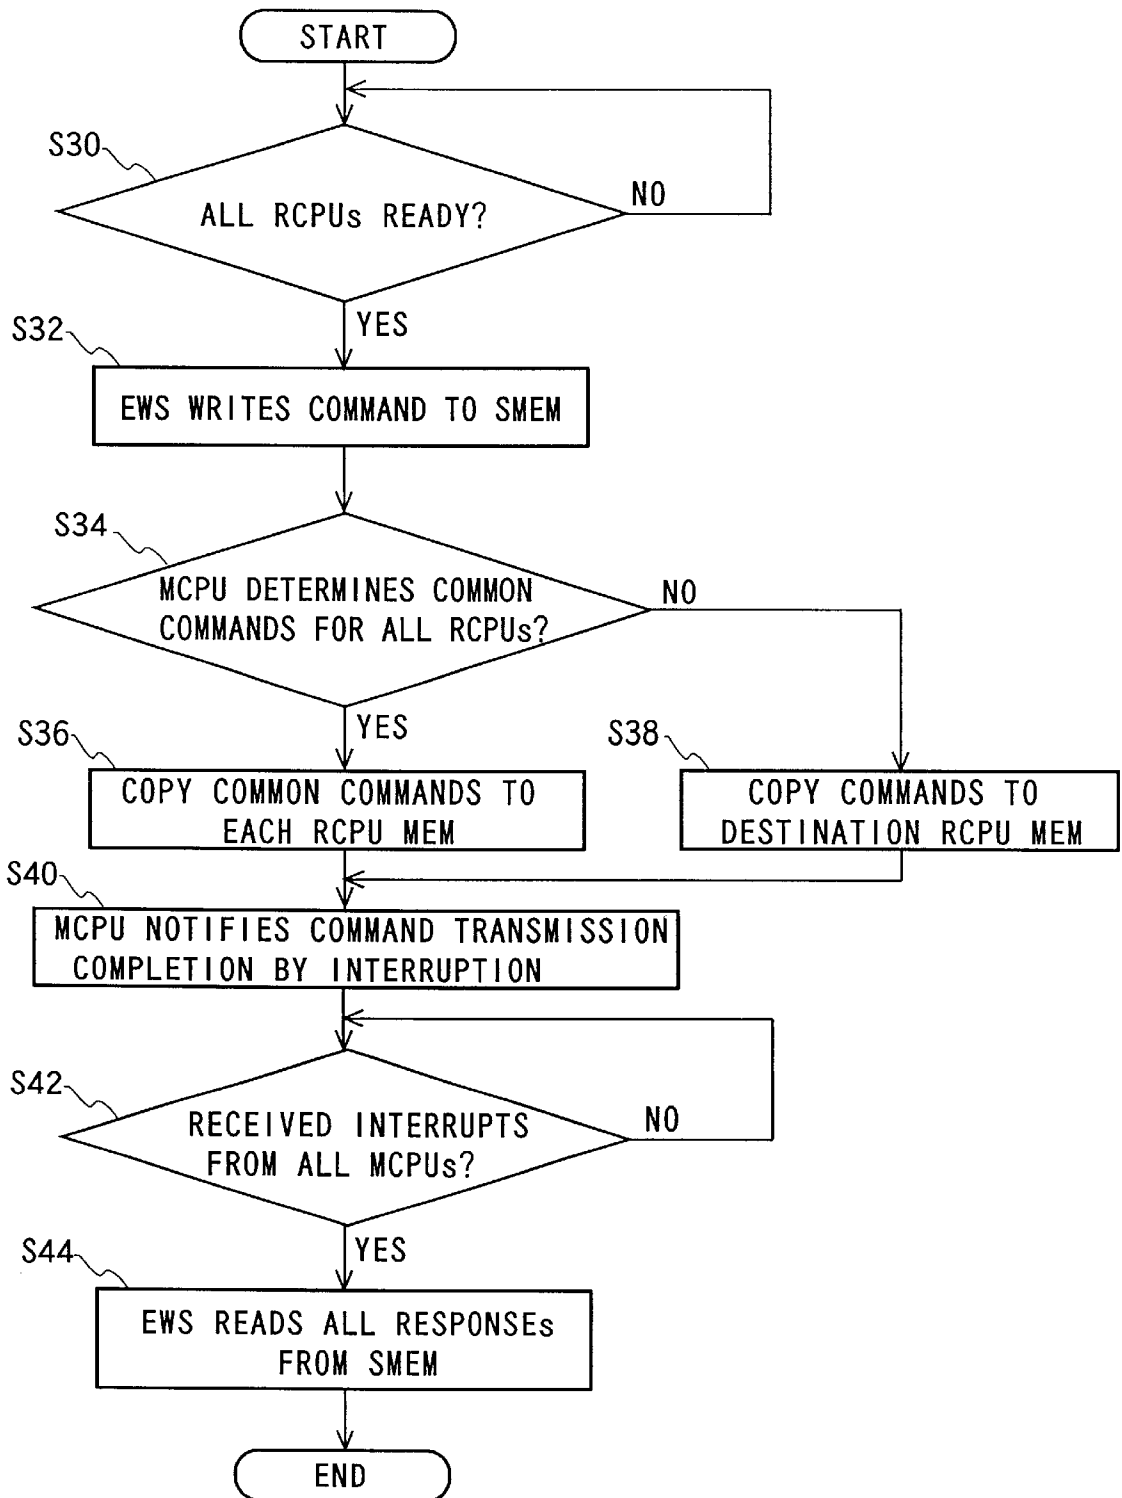 START
S30
ALL RCPUs READY?
NO
YES
S32
EWS WRITES COMMAND TO SMEM
S34
MCPU DETERMINES COMMON
COMMANDS FOR ALL RCPUs?
NO
YES
S36
COPY COMMON COMMANDS TO
EACH RCPU MEM
S38
COPY COMMANDS TO
DESTINATION RCPU MEM
S40
MCPU NOTIFIES COMMAND TRANSMISSION
COMPLETION BY INTERRUPTION
S42
RECEIVED INTERRUPTS
FROM ALL MCPUs?
NO
YES
S44
EWS READS ALL RESPONSEs
FROM SMEM
END